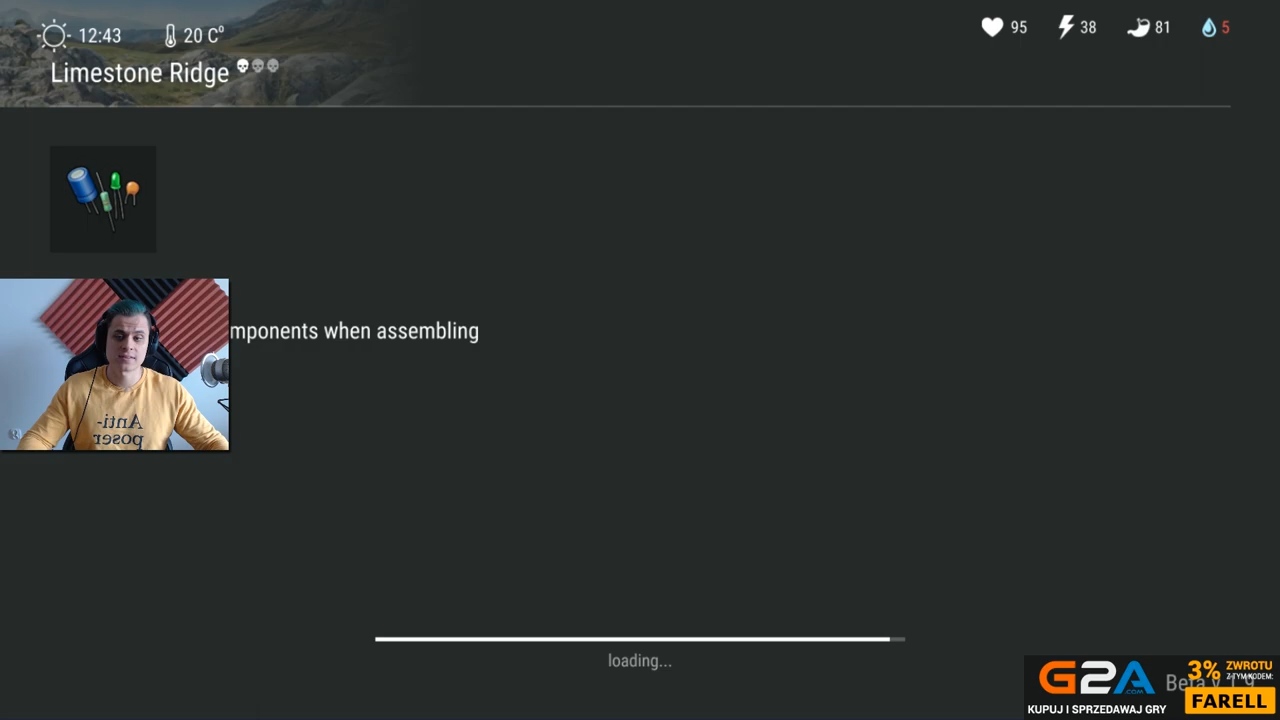 12:43 20 C° 95 38 81 5
Limestone Ridge
mponents when assembling
Anti-
poser
loading...
G2A.COM
KUPUJ I SPRZEDAWAJ GRY
3% ZWROTU
Z TYM KODEM:
FARELL